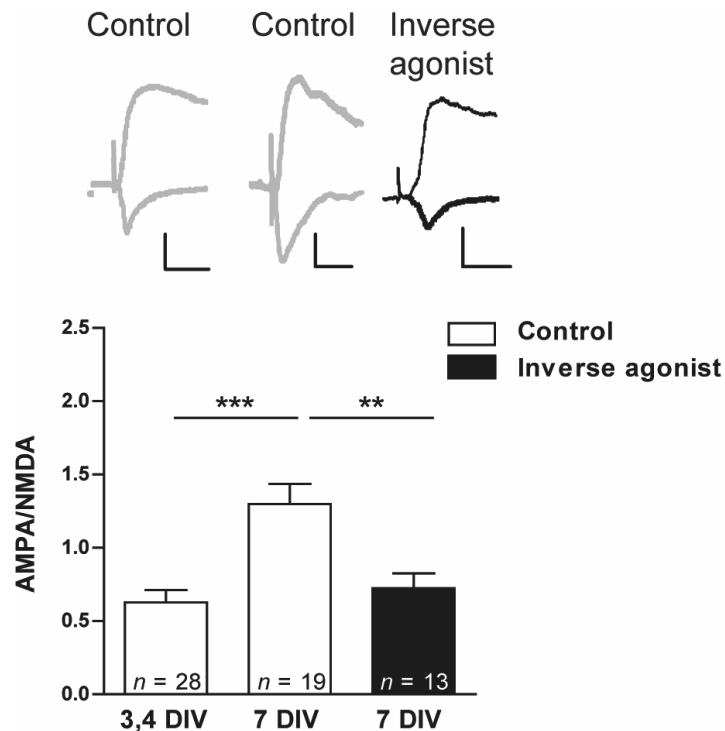 Control
Control
Inverse
agonist
2.5
2.0
1.5
1.0
0.5
0.0
AMPA/NMDA
Control
Inverse agonist
***
**
n = 28
n = 19
n = 13
3,4 DIV
7 DIV
7 DIV